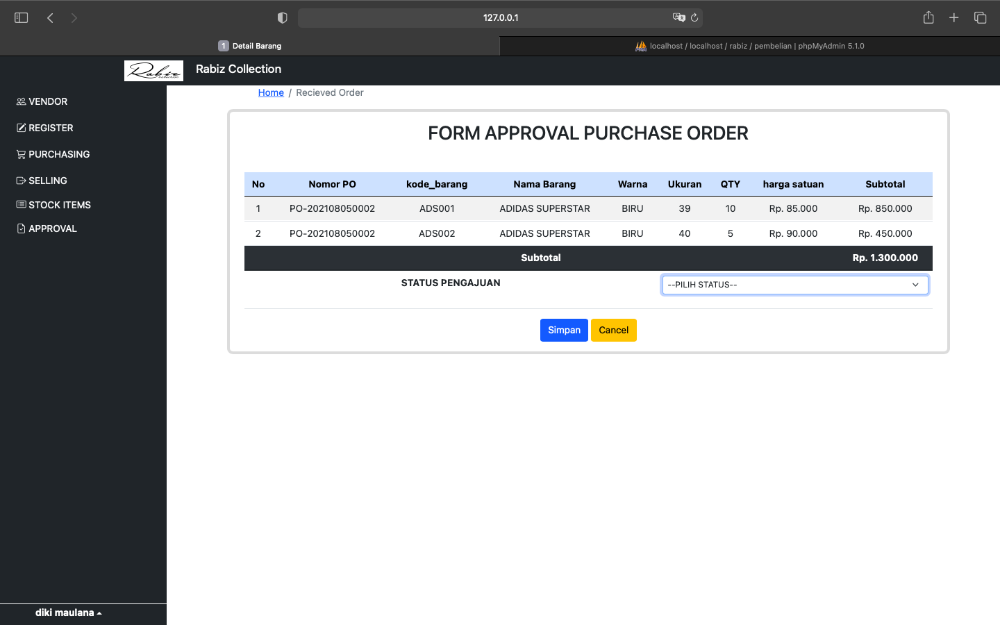 127.0.0.1
1 Detail Barang
localhost / localhost / rabiz / pembelian | phpMyAdmin 5.1.0
Rabiz Collection
Rabiz Collection
VENDOR
REGISTER
PURCHASING
SELLING
STOCK ITEMS
APPROVAL
Home / Recieved Order
FORM APPROVAL PURCHASE ORDER
No Nomor PO kode_barang Nama Barang Warna Ukuran QTY harga satuan Subtotal
1 PO-202108050002 ADS001 ADIDAS SUPERSTAR BIRU 39 10 Rp. 85.000 Rp. 850.000
2 PO-202108050002 ADS002 ADIDAS SUPERSTAR BIRU 40 5 Rp. 90.000 Rp. 450.000
Subtotal Rp. 1.300.000
STATUS PENGAJUAN --PILIH STATUS--
Simpan Cancel
diki maulana